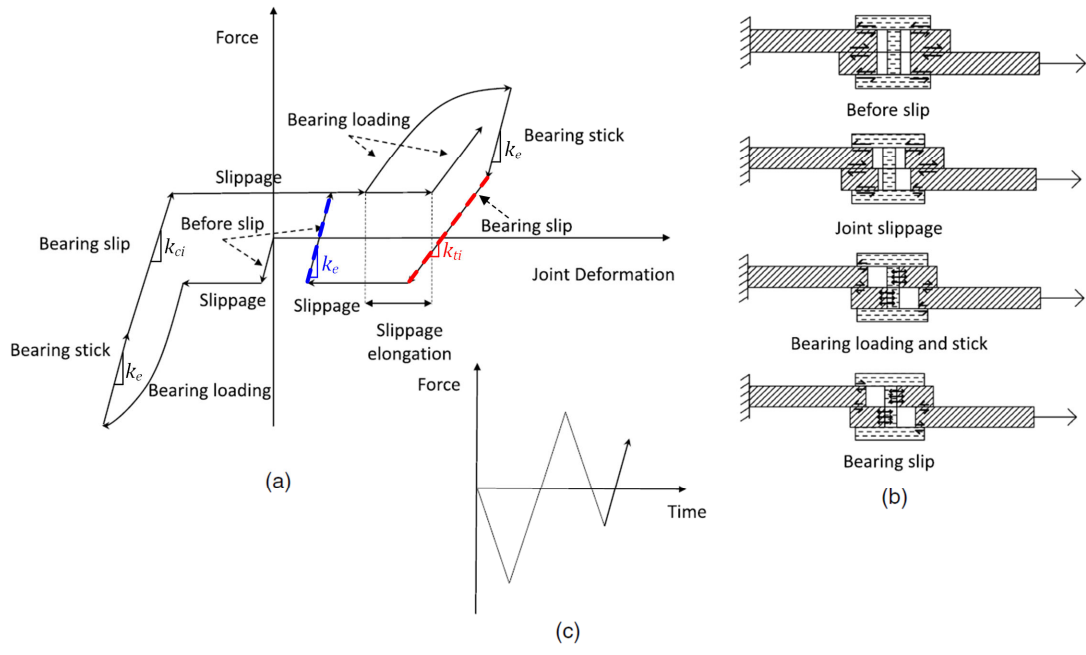 Force
Bearing loading
Bearing stick
k_e
Slippage
Before slip
Bearing slip
k_ci
k_e
k_ti
Bearing slip
Joint Deformation
Slippage
Slippage
Slippage
elongation
Bearing stick
k_e
Bearing loading
(a)
Before slip
Joint slippage
Bearing loading and stick
Bearing slip
(b)
Force
Time
(c)